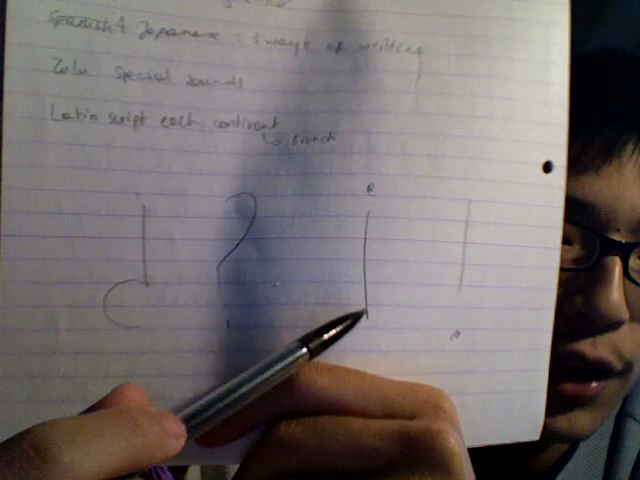 Spanish & Japanese : 3 ways of writing
Zulu special sounds
Latin script each continent
↳ French
¿ ? ¡ !